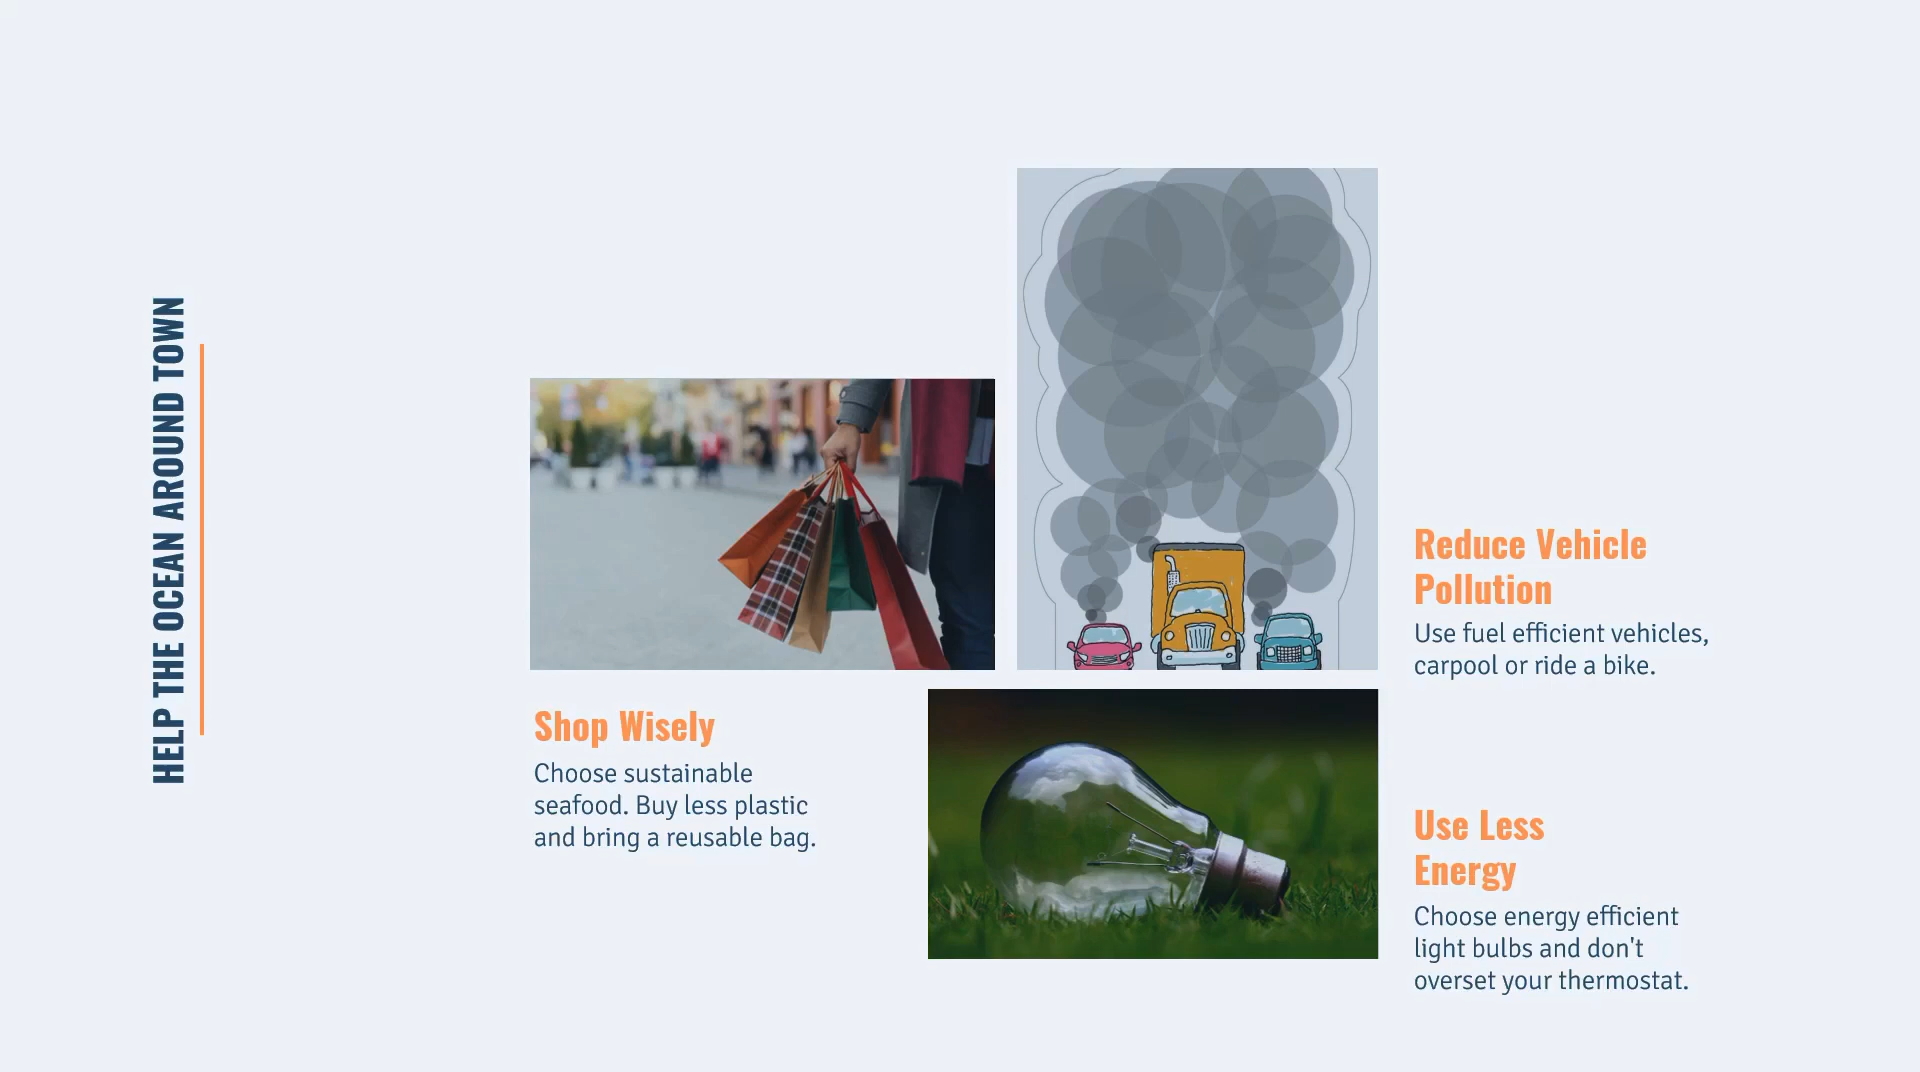 HELP THE OCEAN AROUND TOWN
Shop Wisely
Choose sustainable
seafood. Buy less plastic
and bring a reusable bag.
Reduce Vehicle
Pollution
Use fuel efficient vehicles,
carpool or ride a bike.
Use Less
Energy
Choose energy efficient
light bulbs and don't
overset your thermostat.